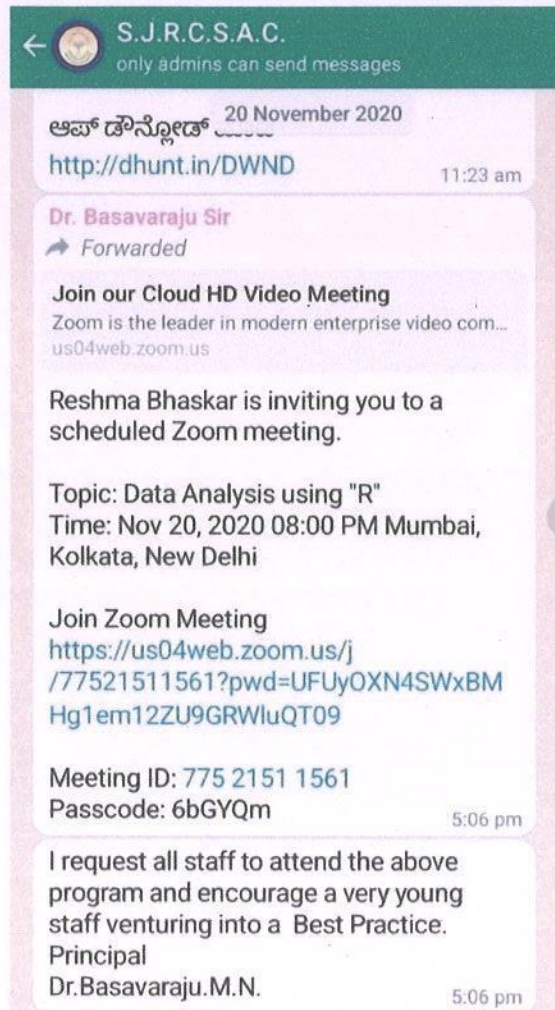 S.J.R.C.S.A.C.
only admins can send messages
20 November 2020
ಆಪ್ ಡೌನ್ಲೋಡ್
http://dhunt.in/DWND
11:23 am
Dr. Basavaraju Sir
Forwarded
Join our Cloud HD Video Meeting
Zoom is the leader in modern enterprise video com...
us04web.zoom.us
Reshma Bhaskar is inviting you to a
scheduled Zoom meeting.
Topic: Data Analysis using "R"
Time: Nov 20, 2020 08:00 PM Mumbai,
Kolkata, New Delhi
Join Zoom Meeting
https://us04web.zoom.us/j
/77521511561?pwd=UFUyOXN4SWxBM
Hg1em12ZU9GRWluQT09
Meeting ID: 775 2151 1561
Passcode: 6bGYQm
5:06 pm
I request all staff to attend the above
program and encourage a very young
staff venturing into a Best Practice.
Principal
Dr.Basavaraju.M.N.
5:06 pm